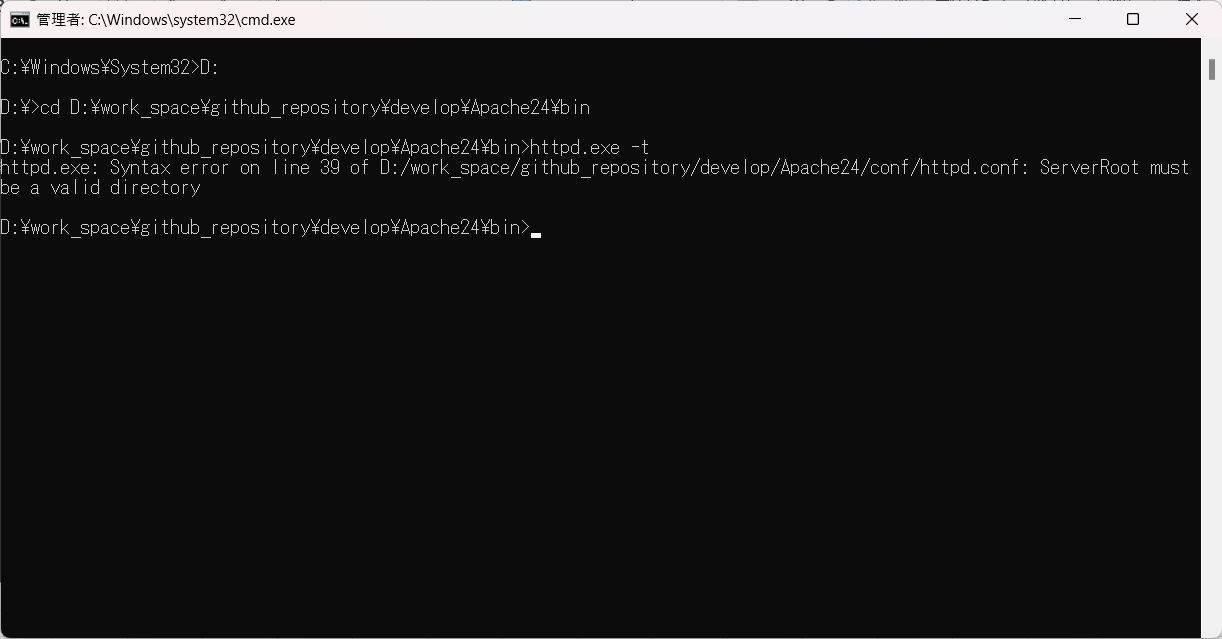 管理者: C:\Windows\system32\cmd.exe
C:¥Windows¥System32>D:
D:¥>cd D:¥work_space¥github_repository¥develop¥Apache24¥bin
D:¥work_space¥github_repository¥develop¥Apache24¥bin>httpd.exe -t
httpd.exe: Syntax error on line 39 of D:/work_space/github_repository/develop/Apache24/conf/httpd.conf: ServerRoot must
be a valid directory
D:¥work_space¥github_repository¥develop¥Apache24¥bin>